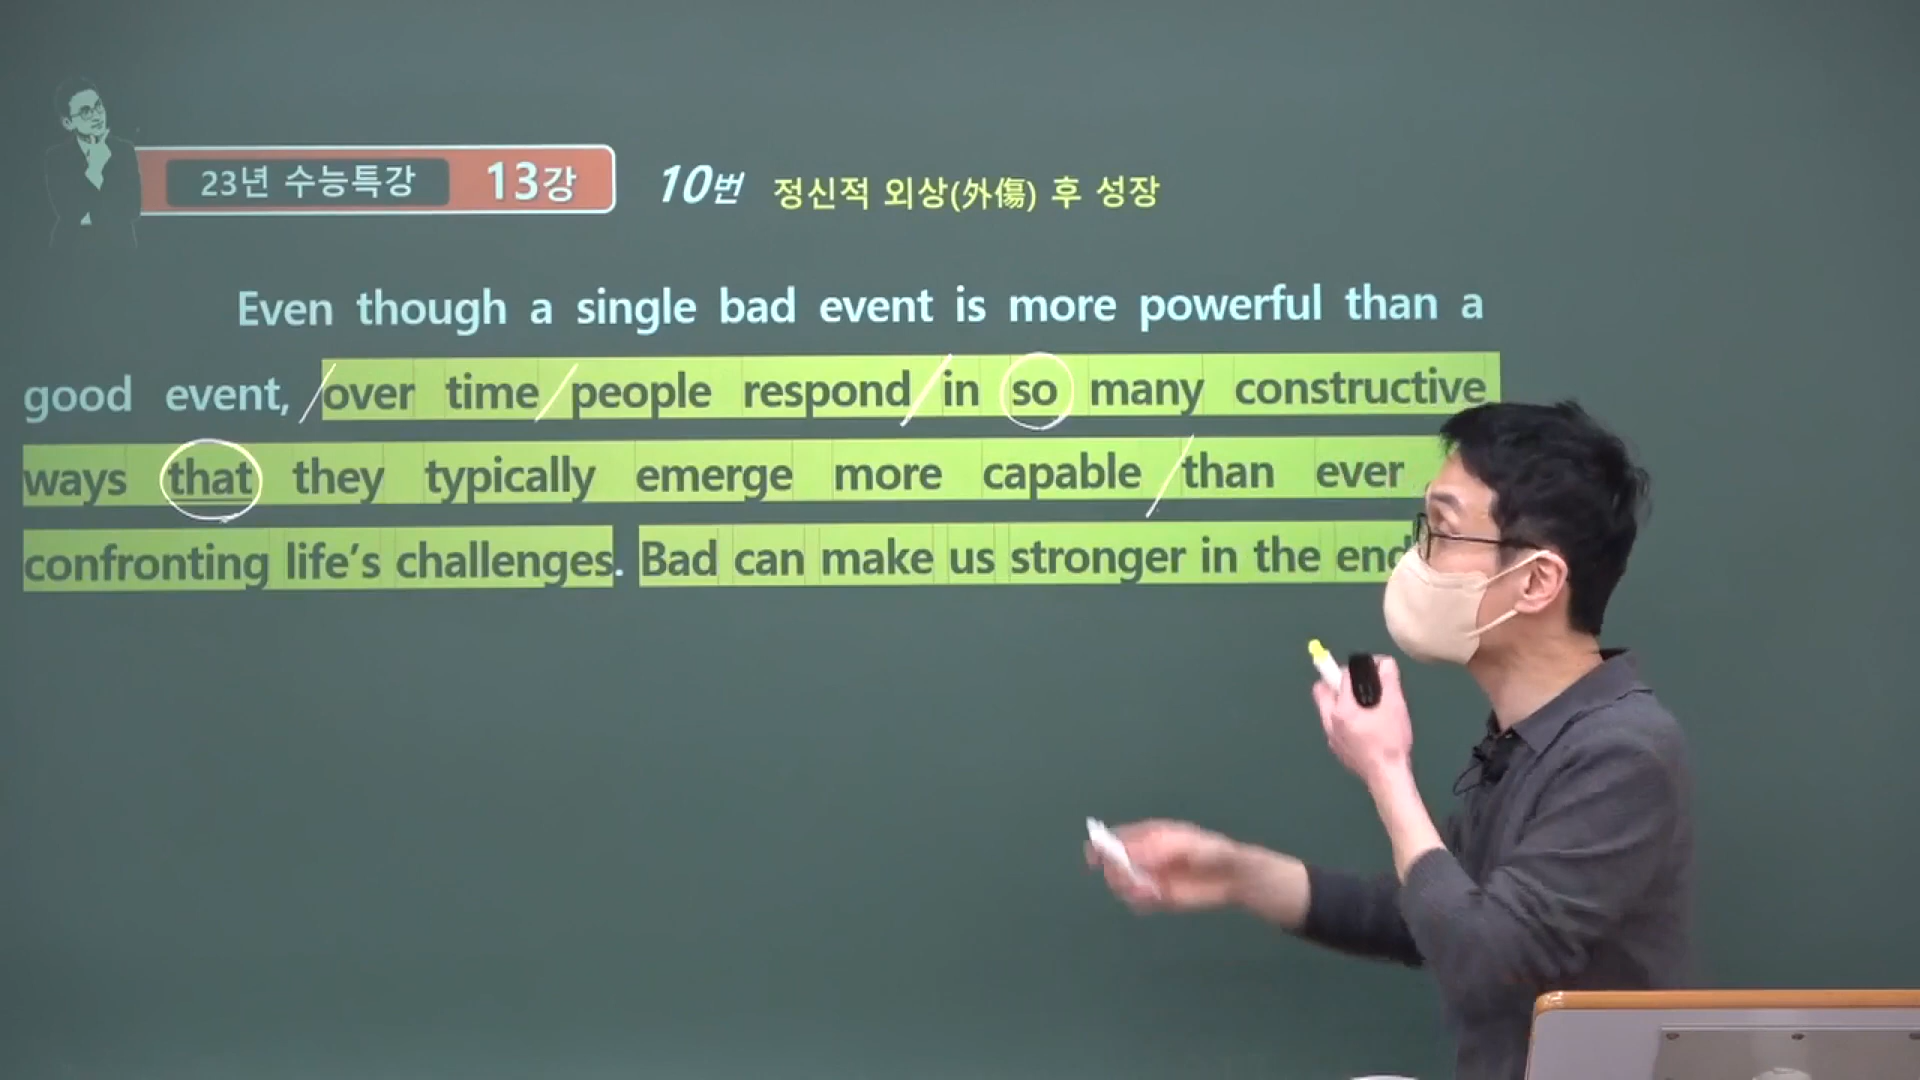 23년 수능특강 13강 10번 정신적 외상(外傷) 후 성장
Even though a single bad event is more powerful than a
good event, over time people respond in so many constructive
ways that they typically emerge more capable than ever
confronting life's challenges. Bad can make us stronger in the end